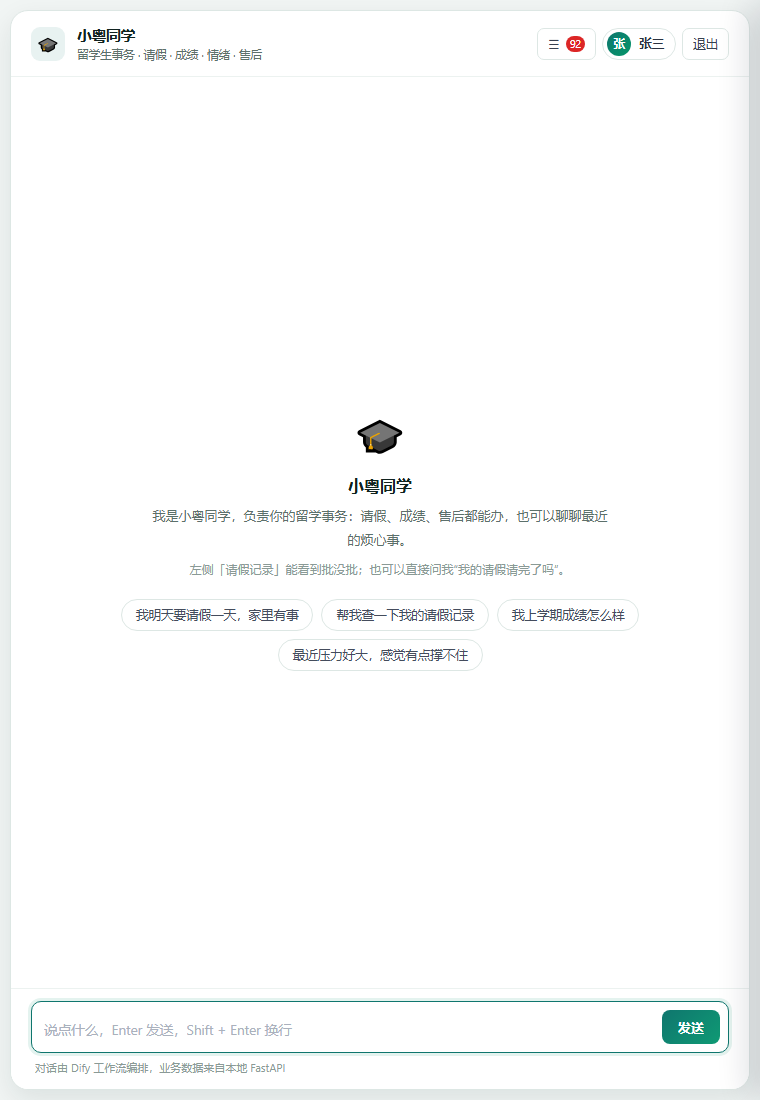 小粤同学
留学生事务 · 请假 · 成绩 · 情绪 · 售后
☰ 92
张 张三
退出
小粤同学
我是小粤同学，负责你的留学事务：请假、成绩、售后都能办，也可以聊聊最近
的烦心事。
左侧「请假记录」能看到批没批；也可以直接问我“我的请假请完了吗”。
我明天要请假一天，家里有事
帮我查一下我的请假记录
我上学期成绩怎么样
最近压力好大，感觉有点撑不住
说点什么，Enter 发送，Shift + Enter 换行
发送
对话由 Dify 工作流编排，业务数据来自本地 FastAPI